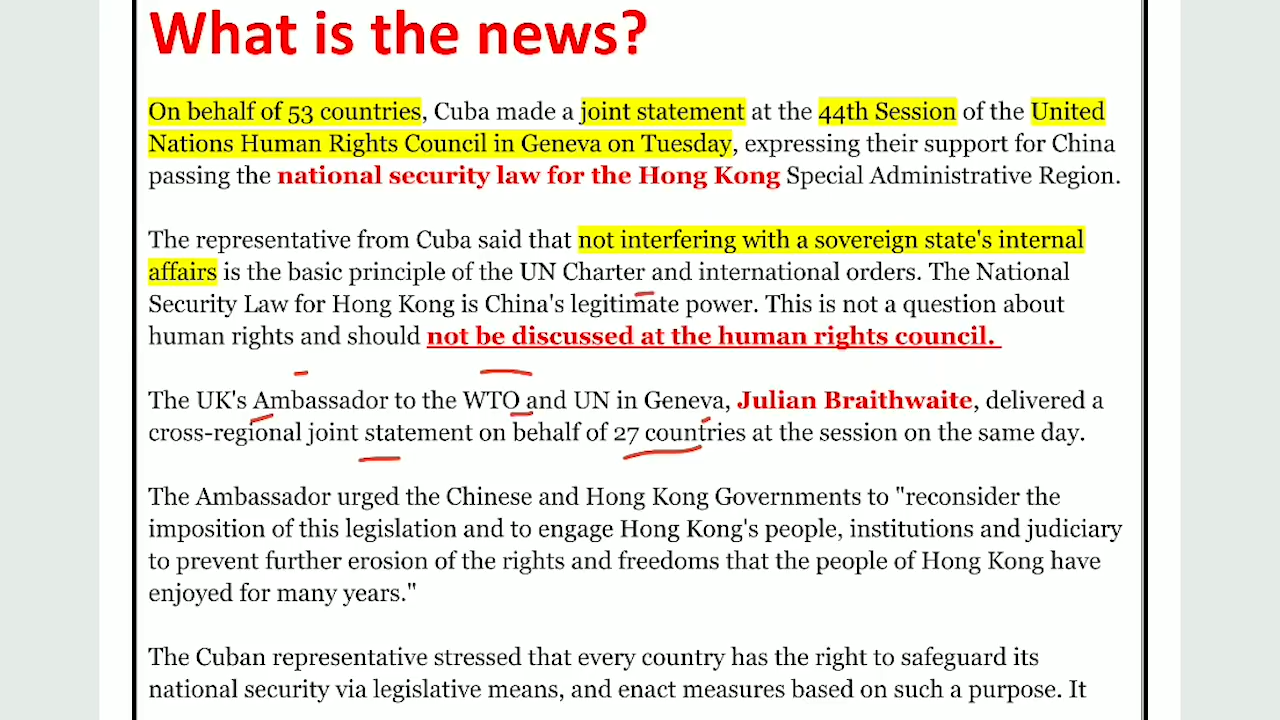 What is the news?
On behalf of 53 countries, Cuba made a joint statement at the 44th Session of the United
Nations Human Rights Council in Geneva on Tuesday, expressing their support for China
passing the national security law for the Hong Kong Special Administrative Region.
The representative from Cuba said that not interfering with a sovereign state's internal
affairs is the basic principle of the UN Charter and international orders. The National
Security Law for Hong Kong is China's legitimate power. This is not a question about
human rights and should not be discussed at the human rights council.
The UK's Ambassador to the WTO and UN in Geneva, Julian Braithwaite, delivered a
cross-regional joint statement on behalf of 27 countries at the session on the same day.
The Ambassador urged the Chinese and Hong Kong Governments to "reconsider the
imposition of this legislation and to engage Hong Kong's people, institutions and judiciary
to prevent further erosion of the rights and freedoms that the people of Hong Kong have
enjoyed for many years."
The Cuban representative stressed that every country has the right to safeguard its
national security via legislative means, and enact measures based on such a purpose. It